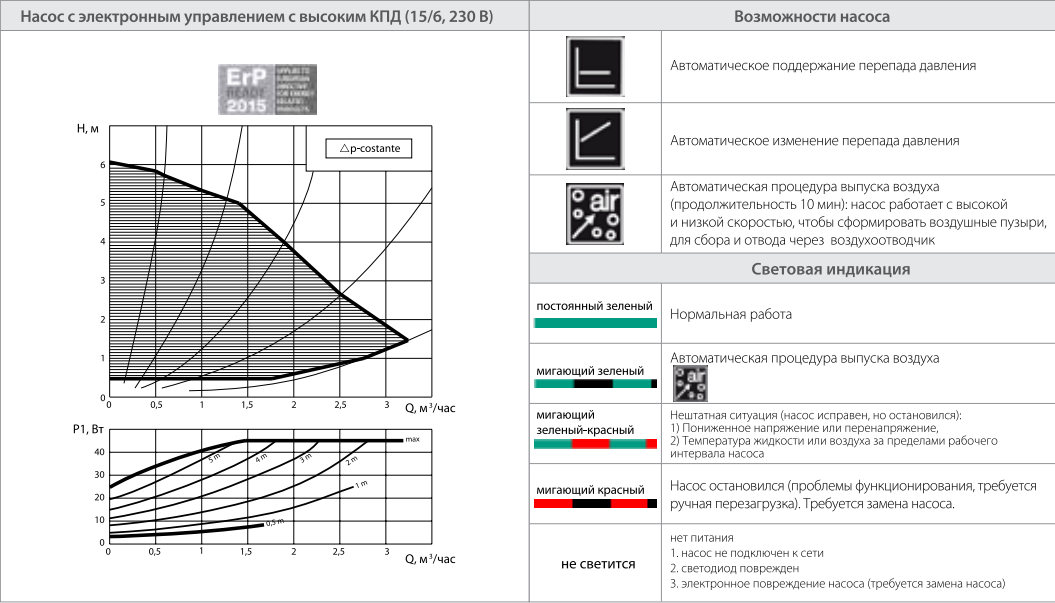 Насос с электронным управлением с высоким КПД (15/6, 230 В)
ErP
READY
2015
H, м
△p-costante
6
5
4
3
2
1
0
0 0,5 1 1,5 2 2,5 3
Q, м³/час
P1, Вт
40
30
20
10
0
max
5 m
4 m
3 m
2 m
1 m
0,5 m
0 0,5 1 1,5 2 2,5 3
Q, м³/час
Возможности насоса
Автоматическое поддержание перепада давления
Автоматическое изменение перепада давления
air
Автоматическая процедура выпуска воздуха
(продолжительность 10 мин): насос работает с высокой
и низкой скоростью, чтобы сформировать воздушные пузыри,
для сбора и отвода через воздухоотводчик
Световая индикация
постоянный зеленый
Нормальная работа
мигающий зеленый
Автоматическая процедура выпуска воздуха
air
мигающий
зеленый-красный
Нештатная ситуация (насос исправен, но остановился):
1) Пониженное напряжение или перенапряжение,
2) Температура жидкости или воздуха за пределами рабочего
интервала насоса
мигающий красный
Насос остановился (проблемы функционирования, требуется
ручная перезагрузка). Требуется замена насоса.
не светится
нет питания
1. насос не подключен к сети
2. светодиод поврежден
3. электронное повреждение насоса (требуется замена насоса)